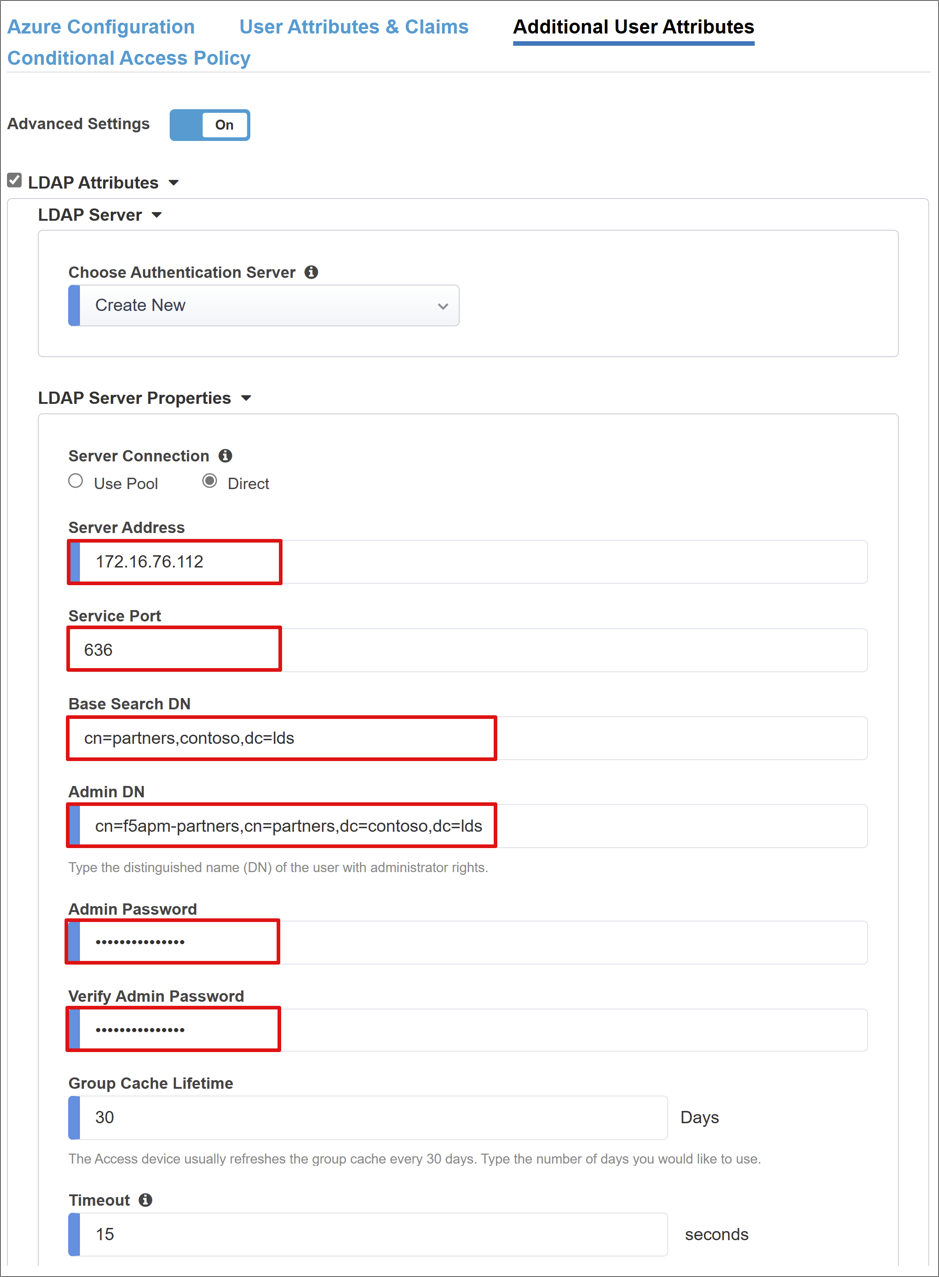 Azure Configuration User Attributes & Claims Additional User Attributes
Conditional Access Policy
Advanced Settings On
LDAP Attributes
LDAP Server
Choose Authentication Server
Create New
LDAP Server Properties
Server Connection
Use Pool Direct
Server Address
172.16.76.112
Service Port
636
Base Search DN
cn=partners,contoso,dc=lds
Admin DN
cn=f5apm-partners,cn=partners,dc=contoso,dc=lds
Type the distinguished name (DN) of the user with administrator rights.
Admin Password
•••••••••••••••
Verify Admin Password
•••••••••••••••
Group Cache Lifetime
30 Days
The Access device usually refreshes the group cache every 30 days. Type the number of days you would like to use.
Timeout
15 seconds